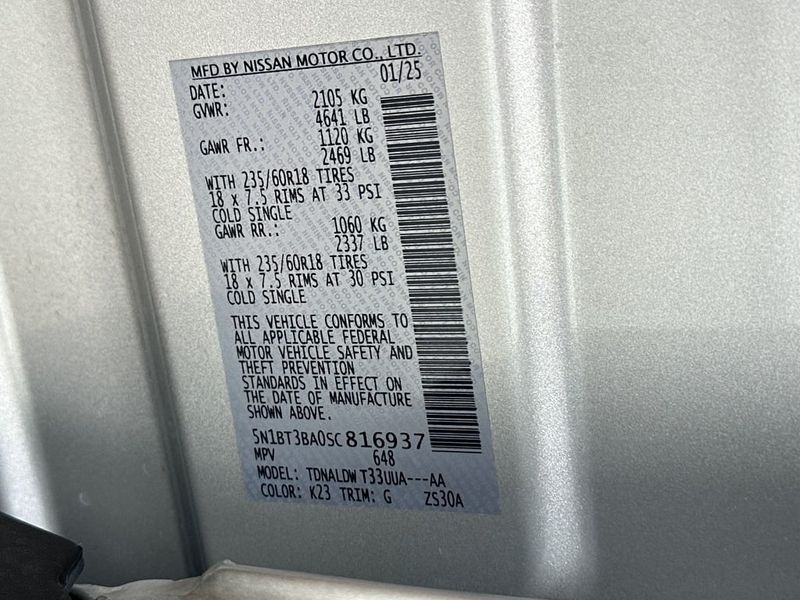 MFD BY NISSAN MOTOR CO., LTD.
DATE: 01/25
GVWR: 2105 KG
4641 LB
GAWR FR.: 1120 KG
2469 LB
WITH 235/60R18 TIRES
18 x 7.5 RIMS AT 33 PSI
COLD SINGLE
GAWR RR.: 1060 KG
2337 LB
WITH 235/60R18 TIRES
18 x 7.5 RIMS AT 30 PSI
COLD SINGLE
THIS VEHICLE CONFORMS TO
ALL APPLICABLE FEDERAL
MOTOR VEHICLE SAFETY AND
THEFT PREVENTION
STANDARDS IN EFFECT ON
THE DATE OF MANUFACTURE
SHOWN ABOVE.
5N1BT3BA0SC816937
MPV 648
MODEL: TDNALDW T33UUA---AA
COLOR: K23 TRIM: G ZS30A